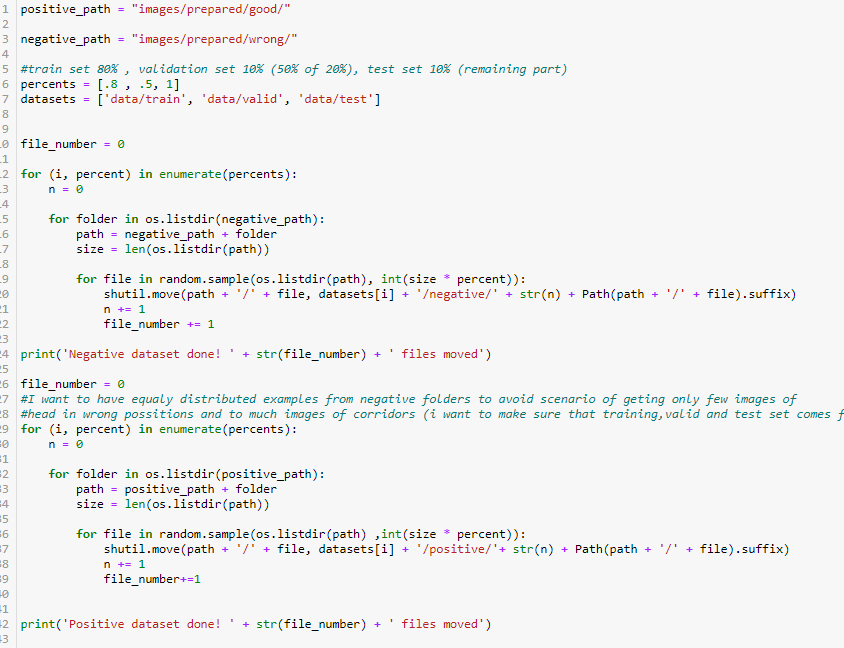 1 positive_path = "images/prepared/good/"
2
3 negative_path = "images/prepared/wrong/"
4
5 #train set 80% , validation set 10% (50% of 20%), test set 10% (remaining part)
6 percents = [.8 , .5, 1]
7 datasets = ['data/train', 'data/valid', 'data/test']
8
9
0 file_number = 0
1
2 for (i, percent) in enumerate(percents):
3     n = 0
4
5     for folder in os.listdir(negative_path):
6         path = negative_path + folder
7         size = len(os.listdir(path))
8
9         for file in random.sample(os.listdir(path), int(size * percent)):
20             shutil.move(path + '/' + file, datasets[i] + '/negative/' + str(n) + Path(path + '/' + file).suffix)
21             n += 1
22             file_number += 1
23
24 print('Negative dataset done! ' + str(file_number) + ' files moved')
25
26 file_number = 0
27 #I want to have equaly distributed examples from negative folders to avoid scenario of geting only few images of
28 #head in wrong possitions and to much images of corridors (i want to make sure that training,valid and test set comes f
29 for (i, percent) in enumerate(percents):
30     n = 0
31
32     for folder in os.listdir(positive_path):
33         path = positive_path + folder
34         size = len(os.listdir(path))
35
36         for file in random.sample(os.listdir(path) ,int(size * percent)):
37             shutil.move(path + '/' + file, datasets[i] + '/positive/'+ str(n) + Path(path + '/' + file).suffix)
38             n += 1
39             file_number+=1
40
41
42 print('Positive dataset done! ' + str(file_number) + ' files moved')
43